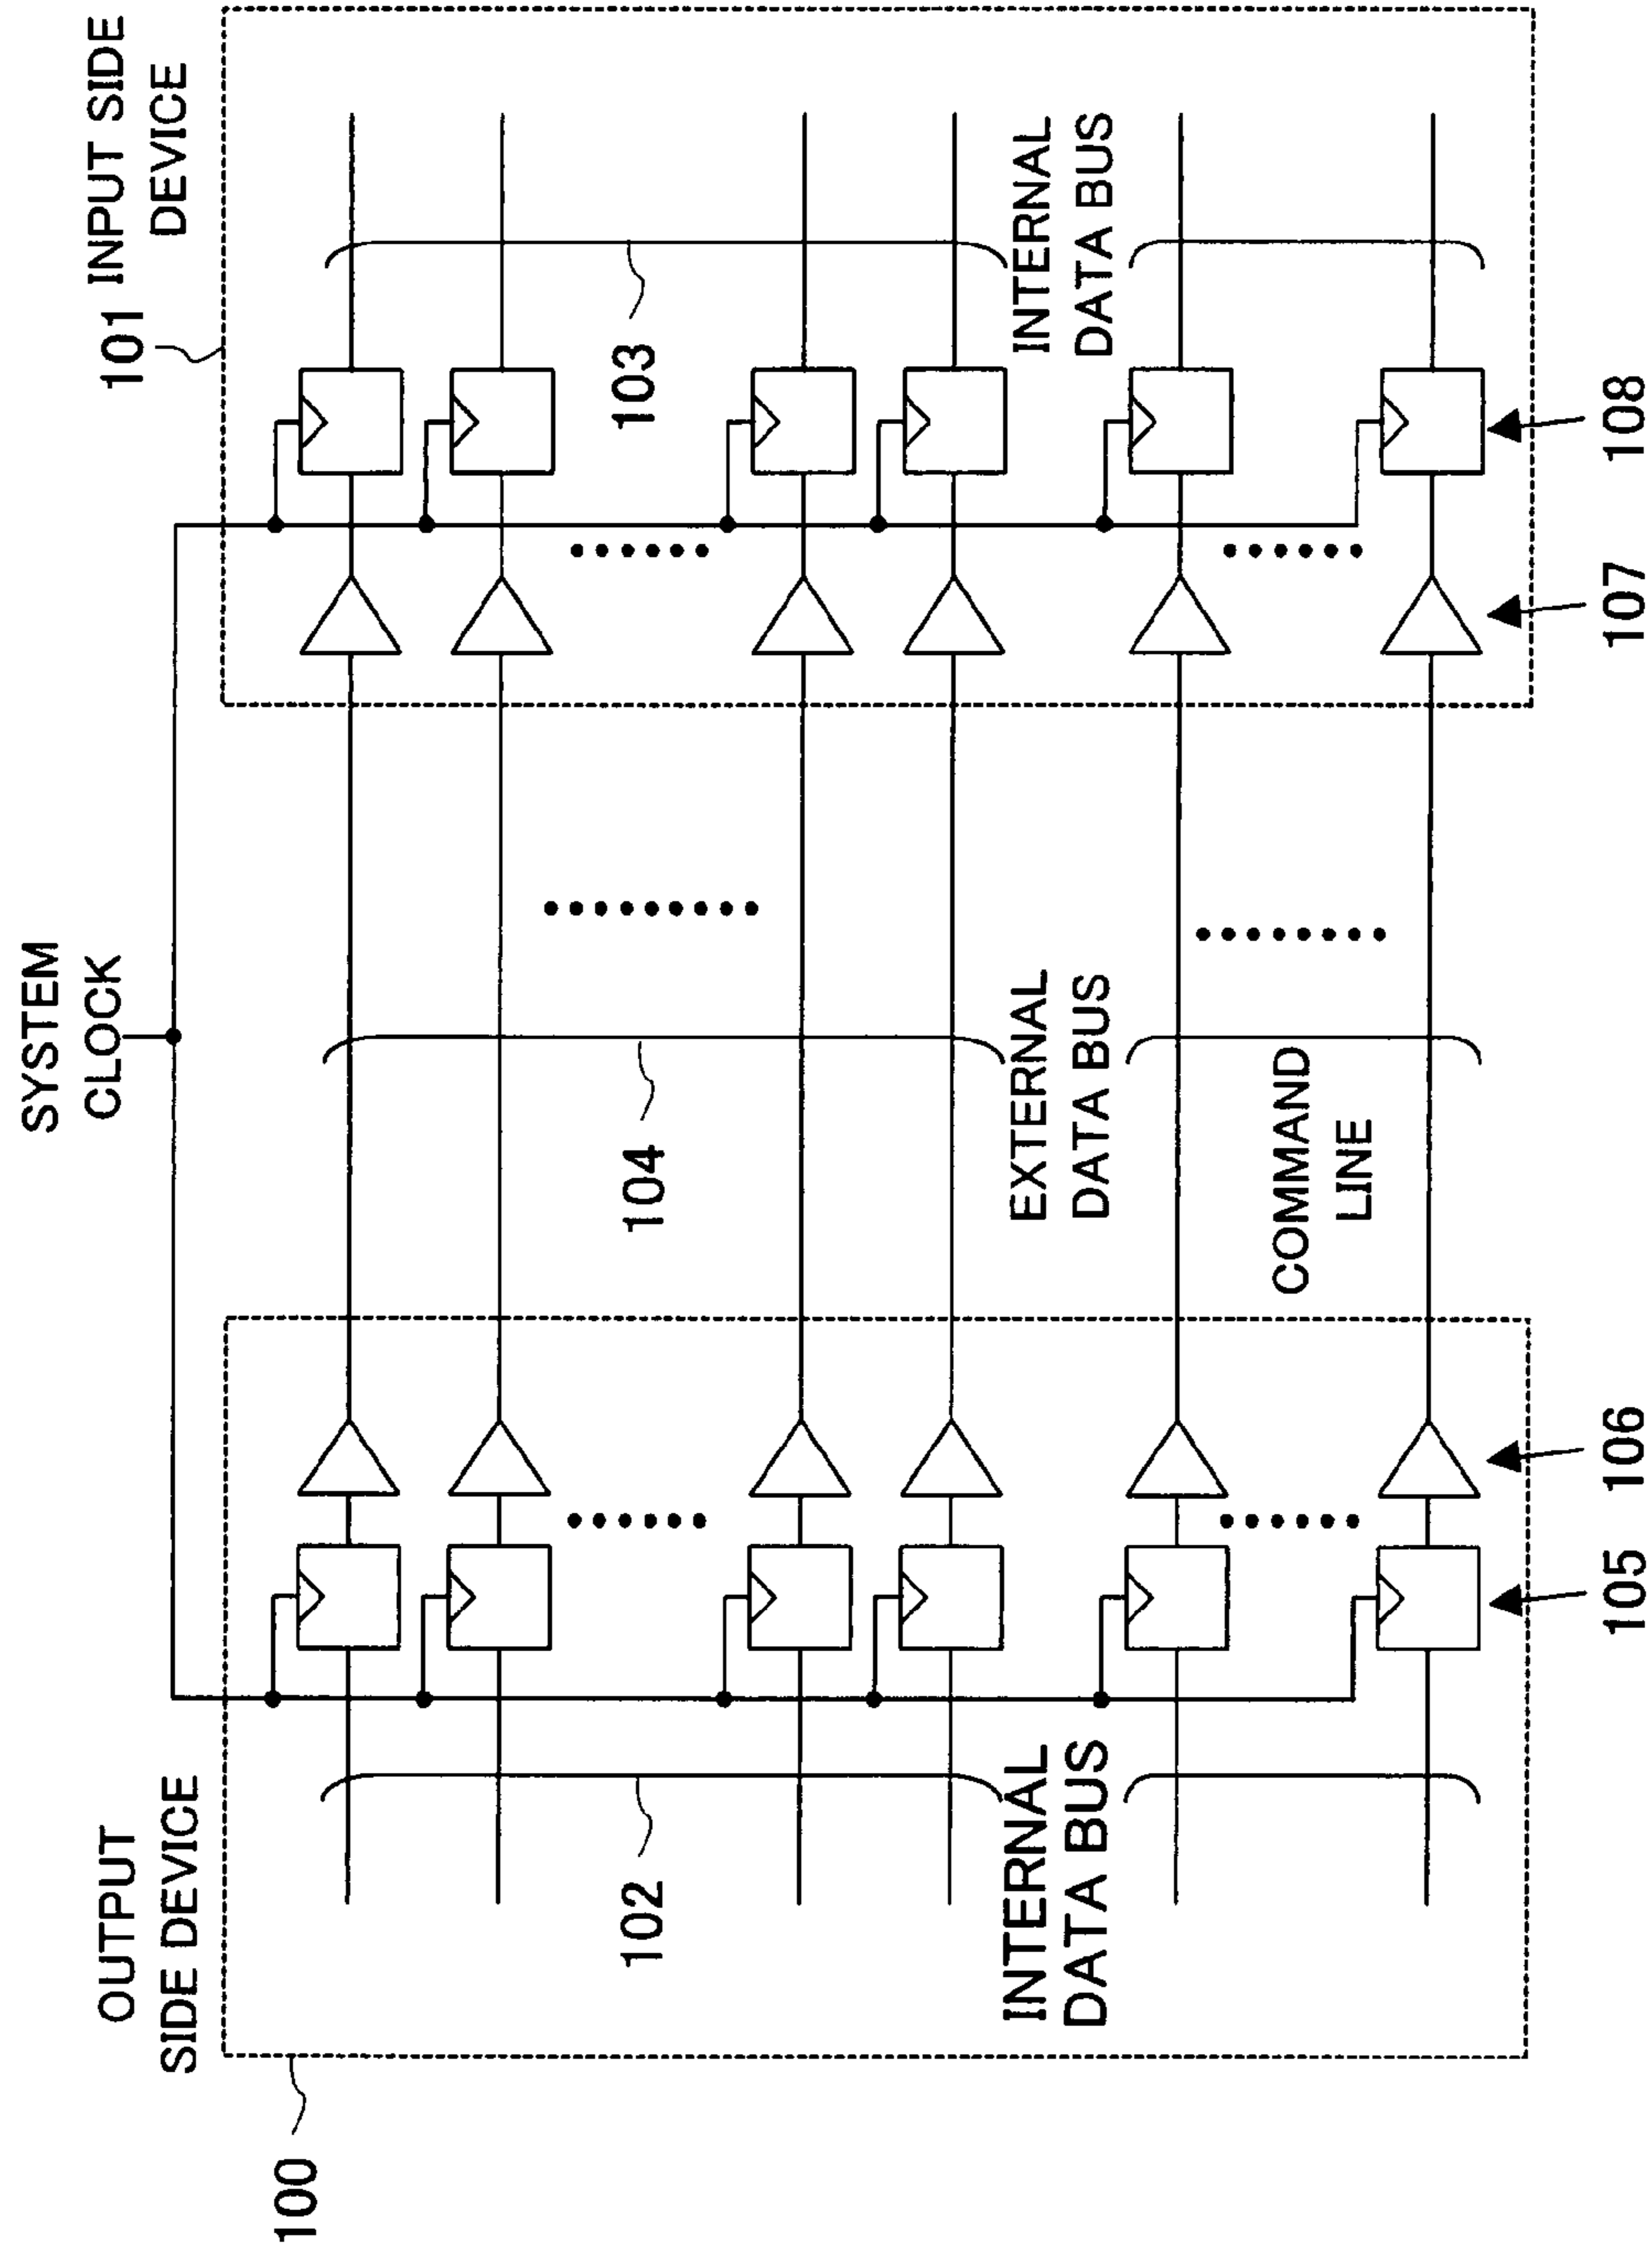 SYSTEM
CLOCK
OUTPUT
SIDE DEVICE
100
101
INPUT SIDE
DEVICE
102
104
103
INTERNAL
DATA BUS
EXTERNAL
DATA BUS
INTERNAL
DATA BUS
COMMAND
LINE
105
106
107
108